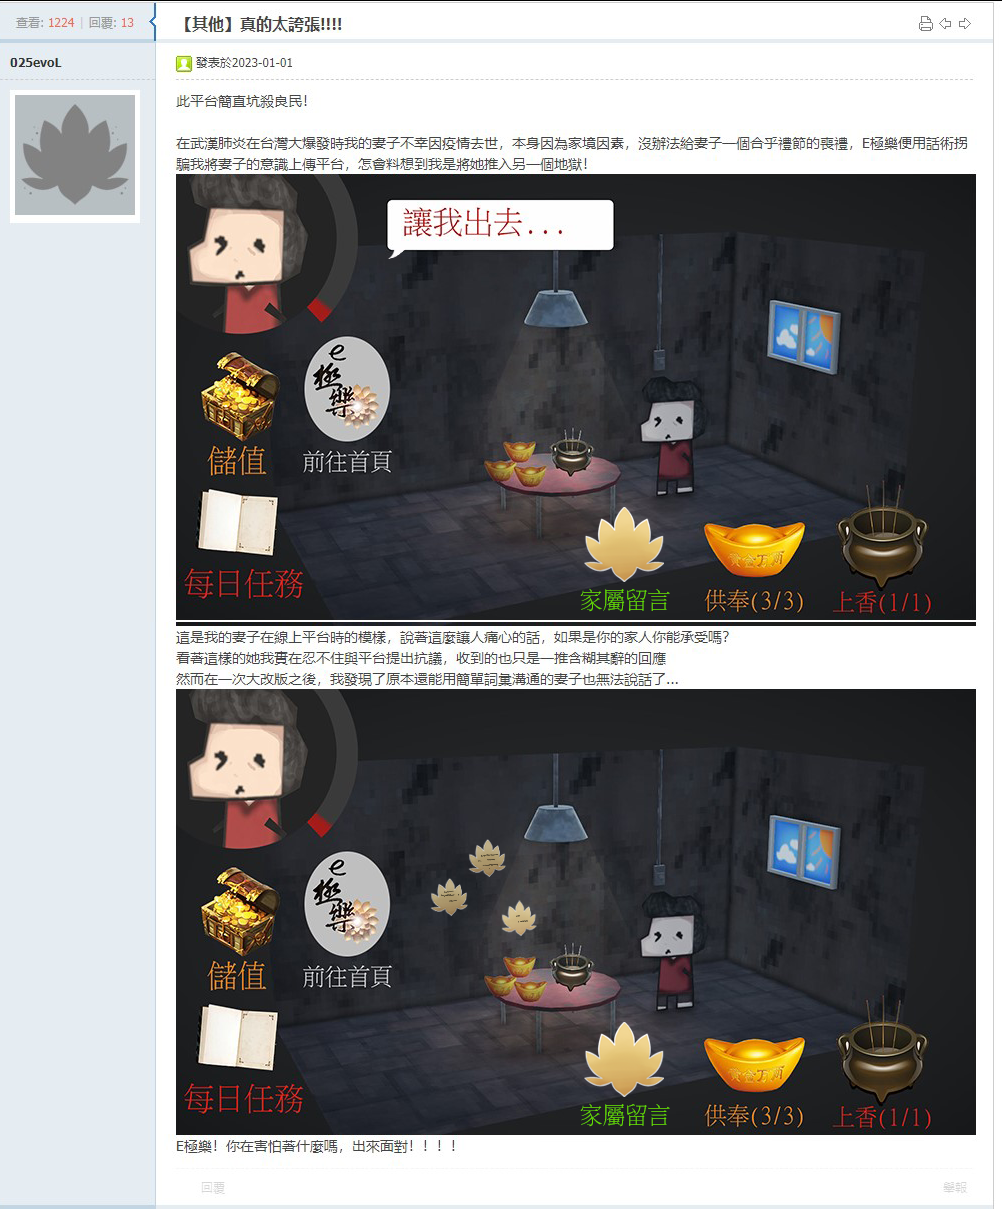 查看: 1224 | 回覆: 13
【其他】真的太誇張!!!!
025evoL
發表於2023-01-01
此平台簡直坑殺良民！
在武漢肺炎在台灣大爆發時我的妻子不幸因疫情去世，本身因為家境因素，沒辦法給妻子一個合乎禮節的喪禮，E極樂便用話術拐
騙我將妻子的意識上傳平台，怎會料想到我是將她推入另一個地獄！
讓我出去...
e
極
樂
儲值
前往首頁
每日任務
家屬留言
供奉(3/3)
上香(1/1)
這是我的妻子在線上平台時的模樣，說著這麼讓人痛心的話，如果是你的家人你能承受嗎?
看著這樣的她我實在忍不住與平台提出抗議，收到的也只是一推含糊其辭的回應
然而在一次大改版之後，我發現了原本還能用簡單詞彙溝通的妻子也無法說話了...
e
極
樂
儲值
前往首頁
每日任務
家屬留言
供奉(3/3)
上香(1/1)
E極樂！你在害怕著什麼嗎，出來面對！！！！
回覆
舉報